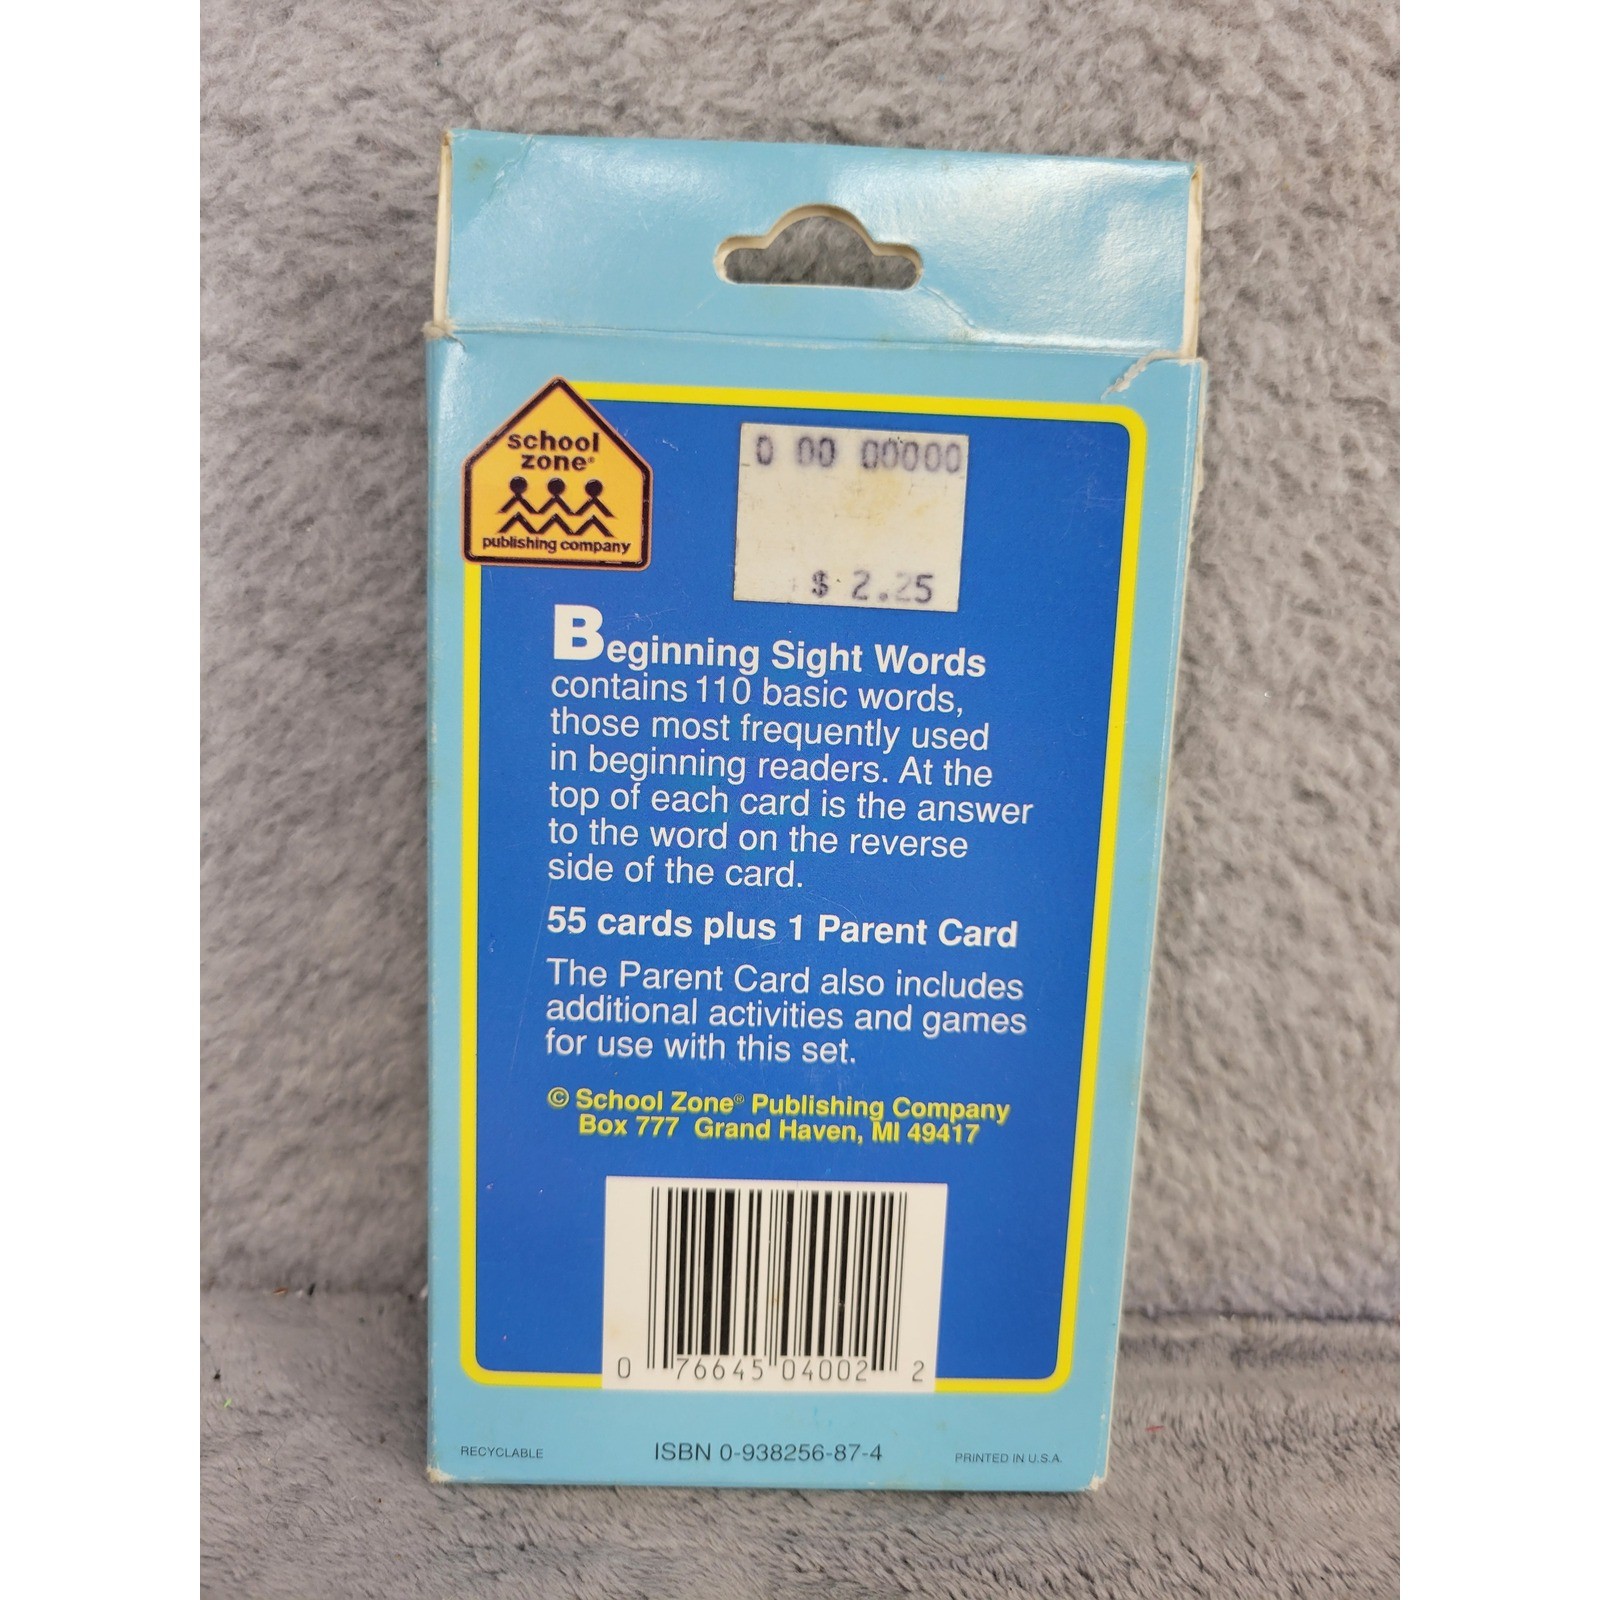 school
zone®
publishing company
0 00 00000
$ 2.25
Beginning Sight Words
contains 110 basic words,
those most frequently used
in beginning readers. At the
top of each card is the answer
to the word on the reverse
side of the card.
55 cards plus 1 Parent Card
The Parent Card also includes
additional activities and games
for use with this set.
© School Zone® Publishing Company
Box 777 Grand Haven, MI 49417
0 76645 04002 2
RECYCLABLE
ISBN 0-938256-87-4
PRINTED IN U.S.A.